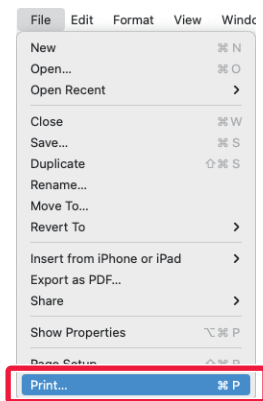 File Edit Format View Windo
New ⌘ N
Open... ⌘ O
Open Recent >
Close ⌘ W
Save... ⌘ S
Duplicate ⇧ ⌘ S
Rename...
Move To...
Revert To >
Insert from iPhone or iPad >
Export as PDF...
Share >
Show Properties ⌥ ⌘ P
Page Setup ⇧ ⌘ P
Print... ⌘ P